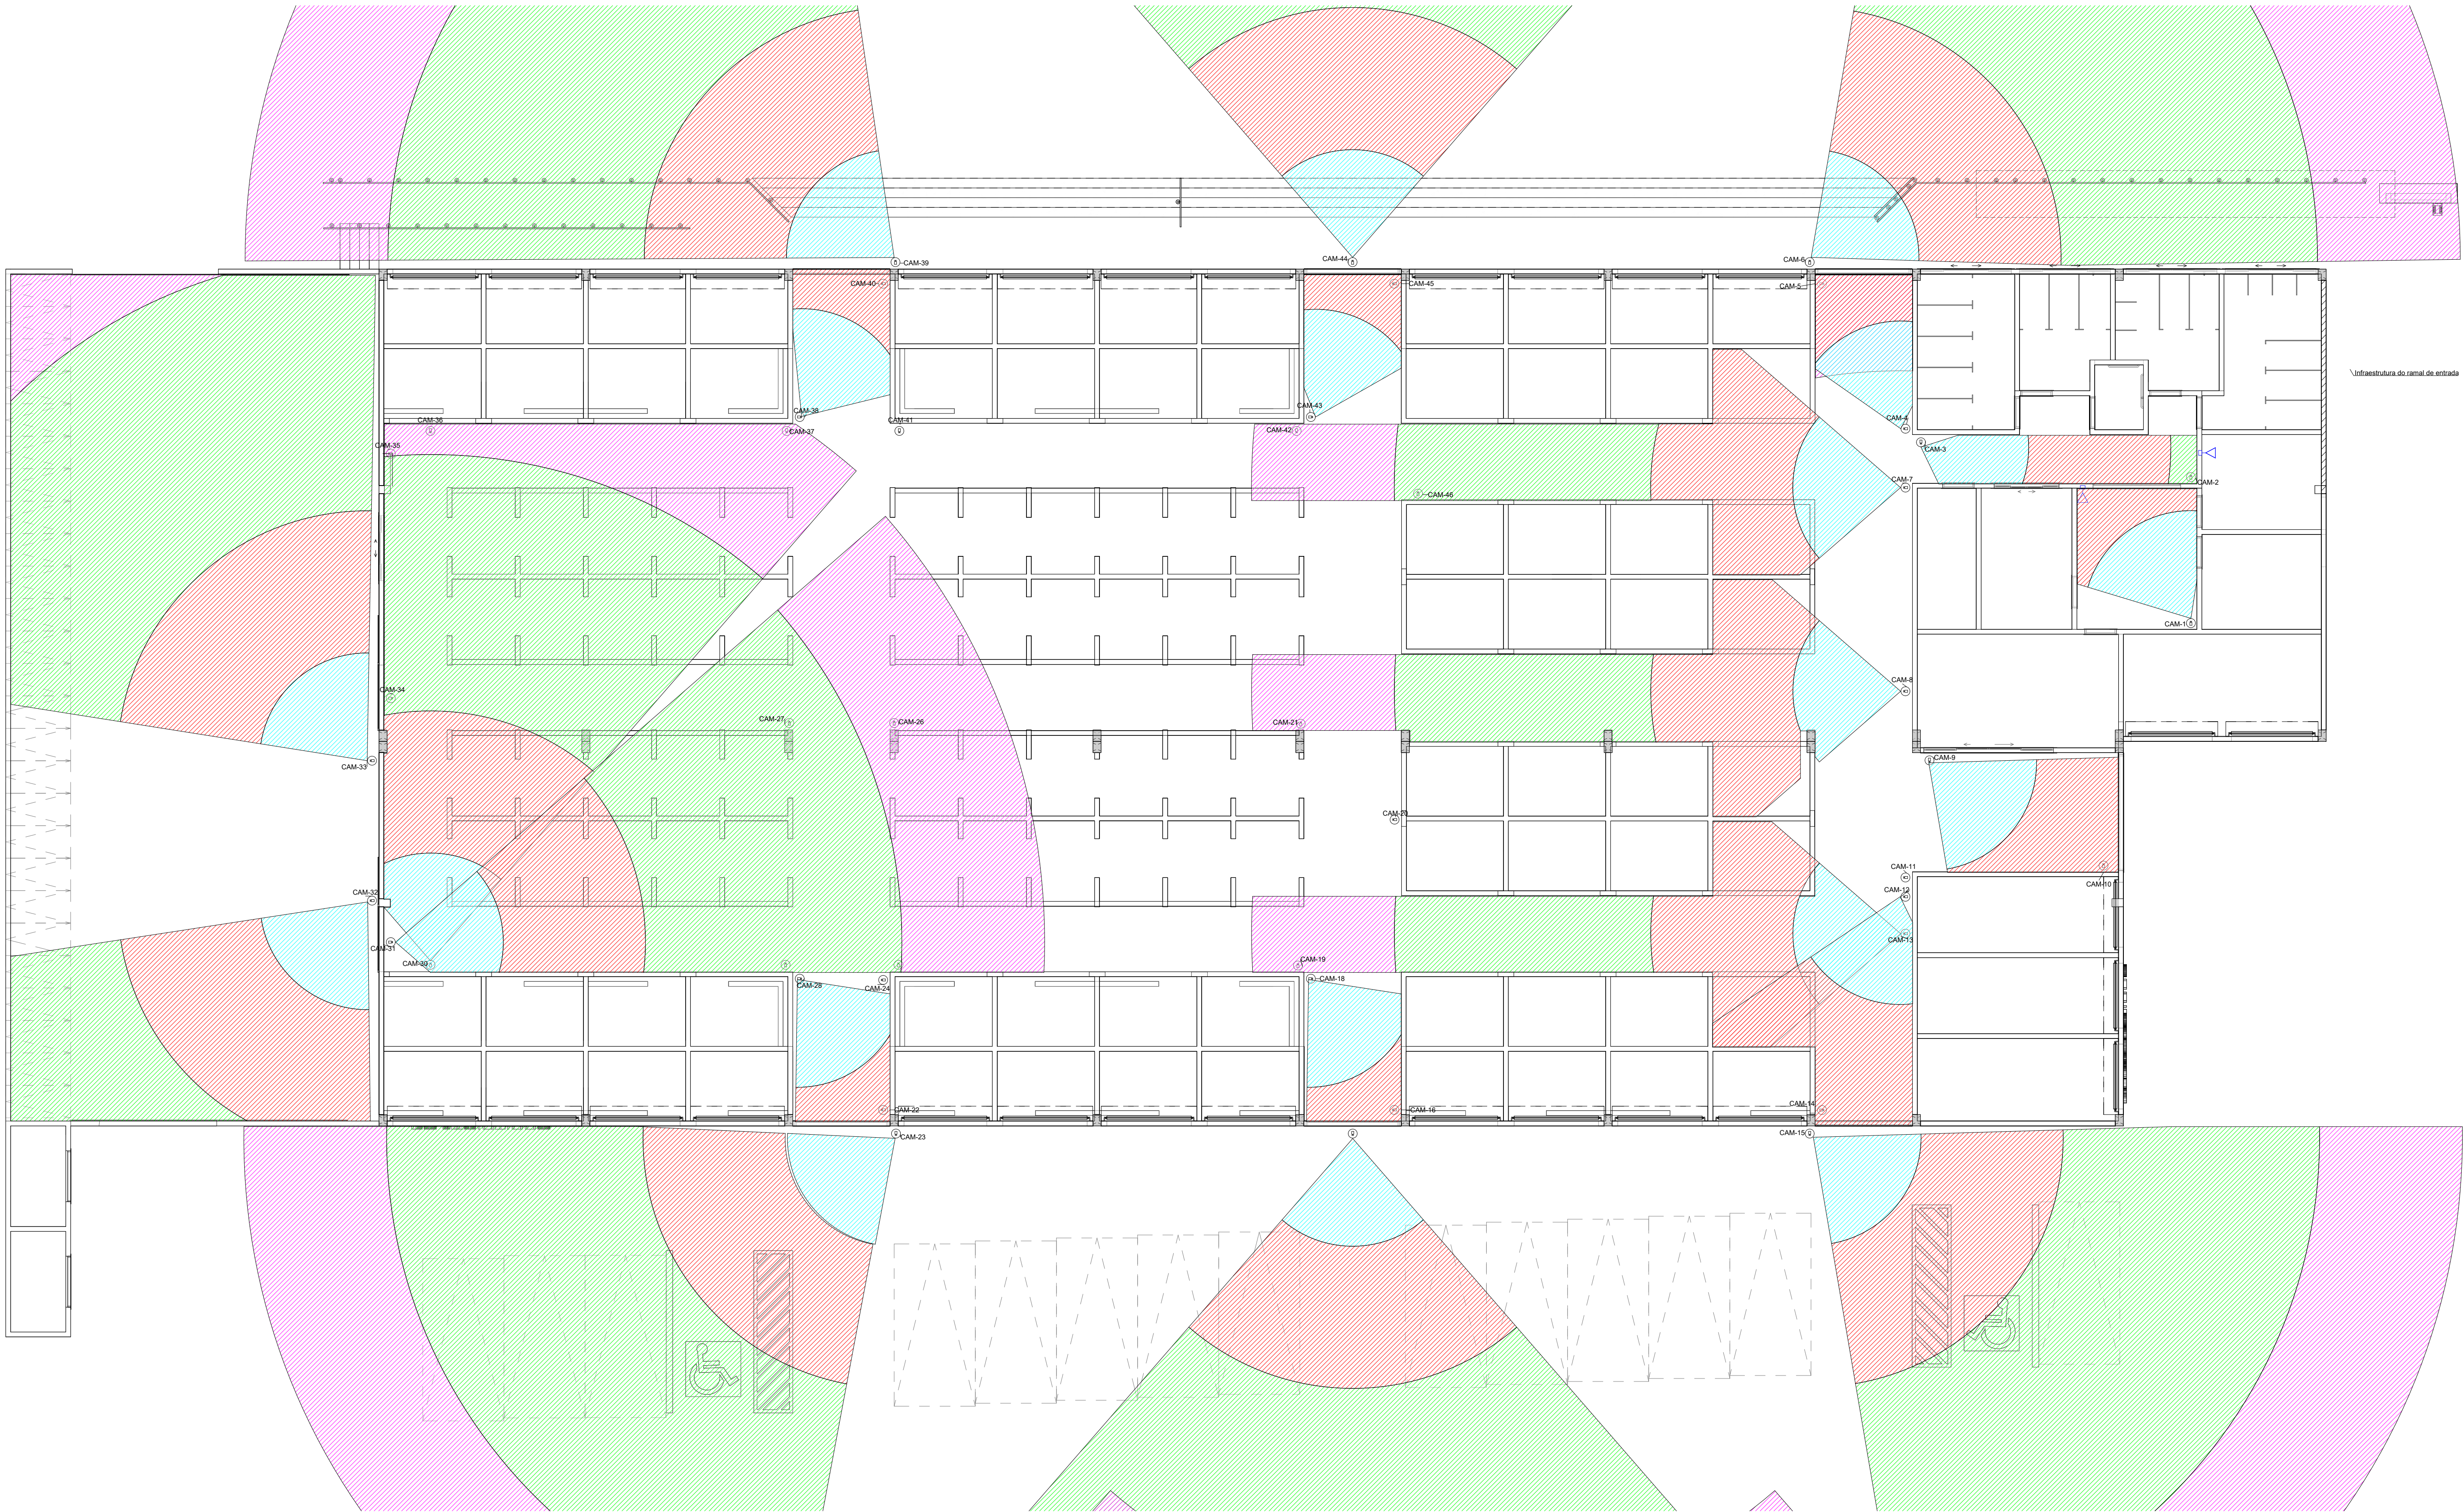 CAM-44
CAM-6
CAM-39
CAM-40
CAM-45
CAM-5
Infraestrutura do ramal de entrada
CAM-38
CAM-43
CAM-4
CAM-36
CAM-41
CAM-37
CAM-42
CAM-35
CAM-3
CAM-7
CAM-2
CAM-46
CAM-1
CAM-8
CAM-34
CAM-27
CAM-26
CAM-21
CAM-33
CAM-9
CAM-20
CAM-11
CAM-10
CAM-32
CAM-12
CAM-13
CAM-31
CAM-30
CAM-19
CAM-18
CAM-28
CAM-24
CAM-22
CAM-16
CAM-14
CAM-23
CAM-15